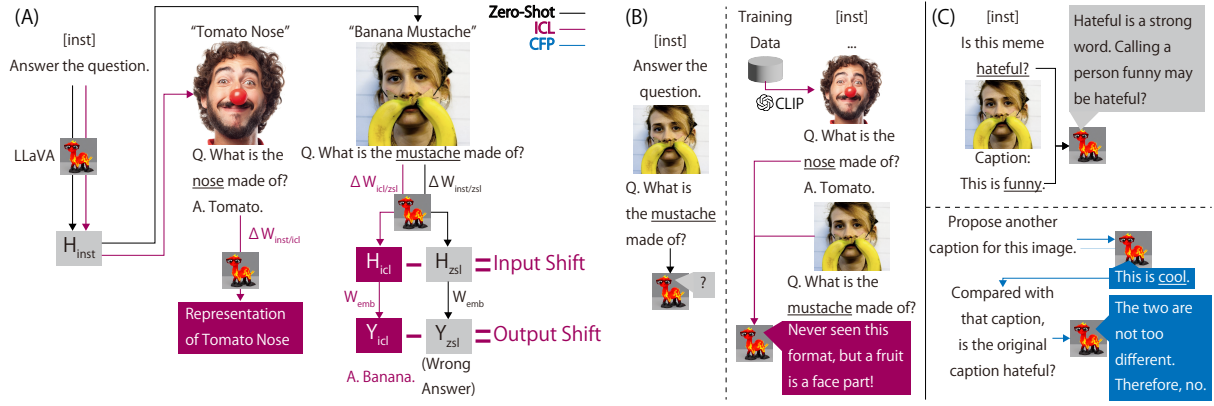 (A)
Zero-Shot
ICL
CFP
[inst]
Answer the question.
LLaVA
H_inst
"Tomato Nose"
Q. What is the
nose made of?
A. Tomato.
Δ W_inst/icl
Representation
of Tomato Nose
"Banana Mustache"
Q. What is the mustache made of?
Δ W_icl/zsl
Δ W_inst/zsl
H_icl
H_zsl
Input Shift
W_emb
W_emb
Y_icl
Y_zsl
Output Shift
A. Banana.
(Wrong
Answer)
(B)
[inst]
Answer the
question.
Q. What is
the mustache
made of?
?
Training
Data
CLIP
[inst]
...
Q. What is the
nose made of?
A. Tomato.
Q. What is the
mustache made of?
Never seen this
format, but a fruit
is a face part!
(C)
[inst]
Is this meme
hateful?
Caption:
This is funny.
Hateful is a strong
word. Calling a
person funny may
be hateful?
Propose another
caption for this image.
This is cool.
Compared with
that caption,
is the original
caption hateful?
The two are
not too
different.
Therefore, no.